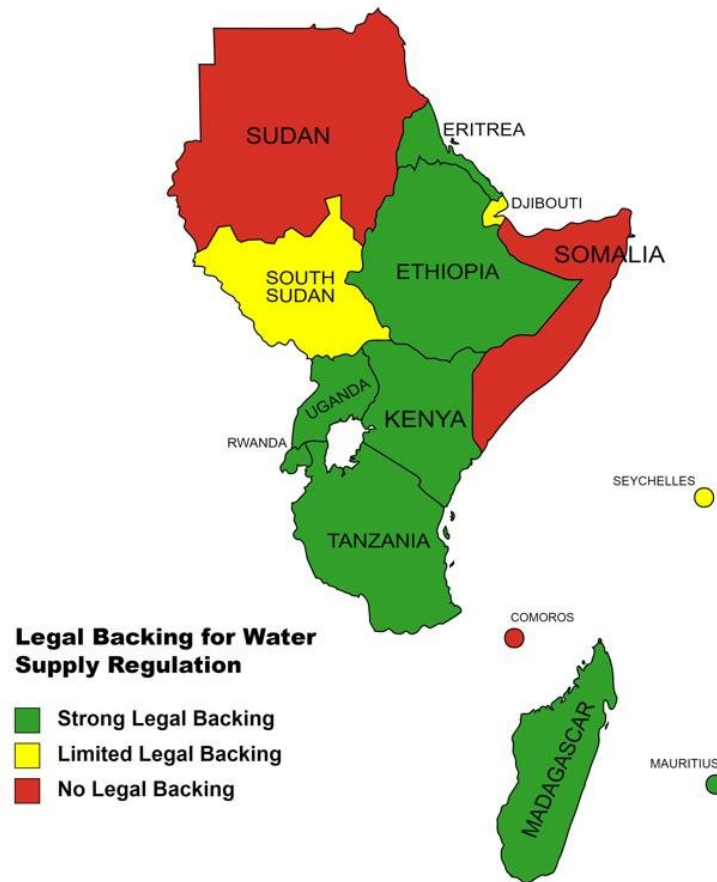 SUDAN
ERITREA
DJIBOUTI
SOMALIA
ETHIOPIA
SOUTH
SUDAN
UGANDA
KENYA
RWANDA
SEYCHELLES
TANZANIA
COMOROS
Legal Backing for Water
Supply Regulation
Strong Legal Backing
Limited Legal Backing
No Legal Backing
MADAGASCAR
MAURITIUS